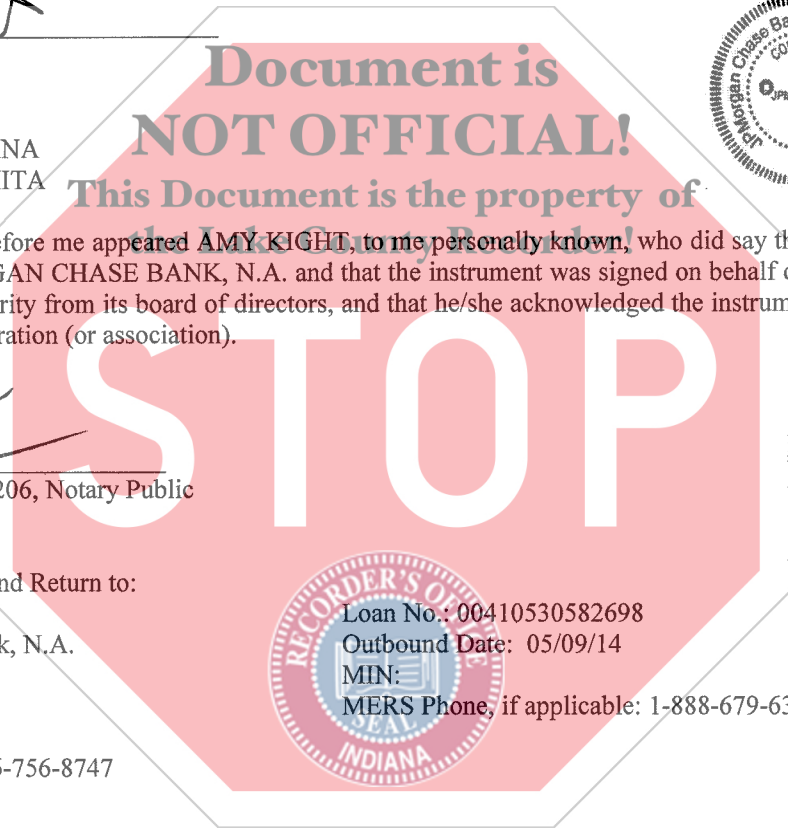 Document is
NOT OFFICIAL!
NA
ITA This Document is the property of
the Lake County Recorder!
efore me appeared AMY KIGHT, to me personally known, who did say th
GAN CHASE BANK, N.A. and that the instrument was signed on behalf
rity from its board of directors, and that he/she acknowledged the instrum
ration (or association).
STOP
206, Notary Public
nd Return to:
RECORDER'S OFFICE
Loan No.: 00410530582698
k, N.A.
Outbound Date: 05/09/14
MIN:
MERS Phone, if applicable: 1-888-679-63
SEAL
INDIANA
-756-8747
JPMorgan Chase Ba